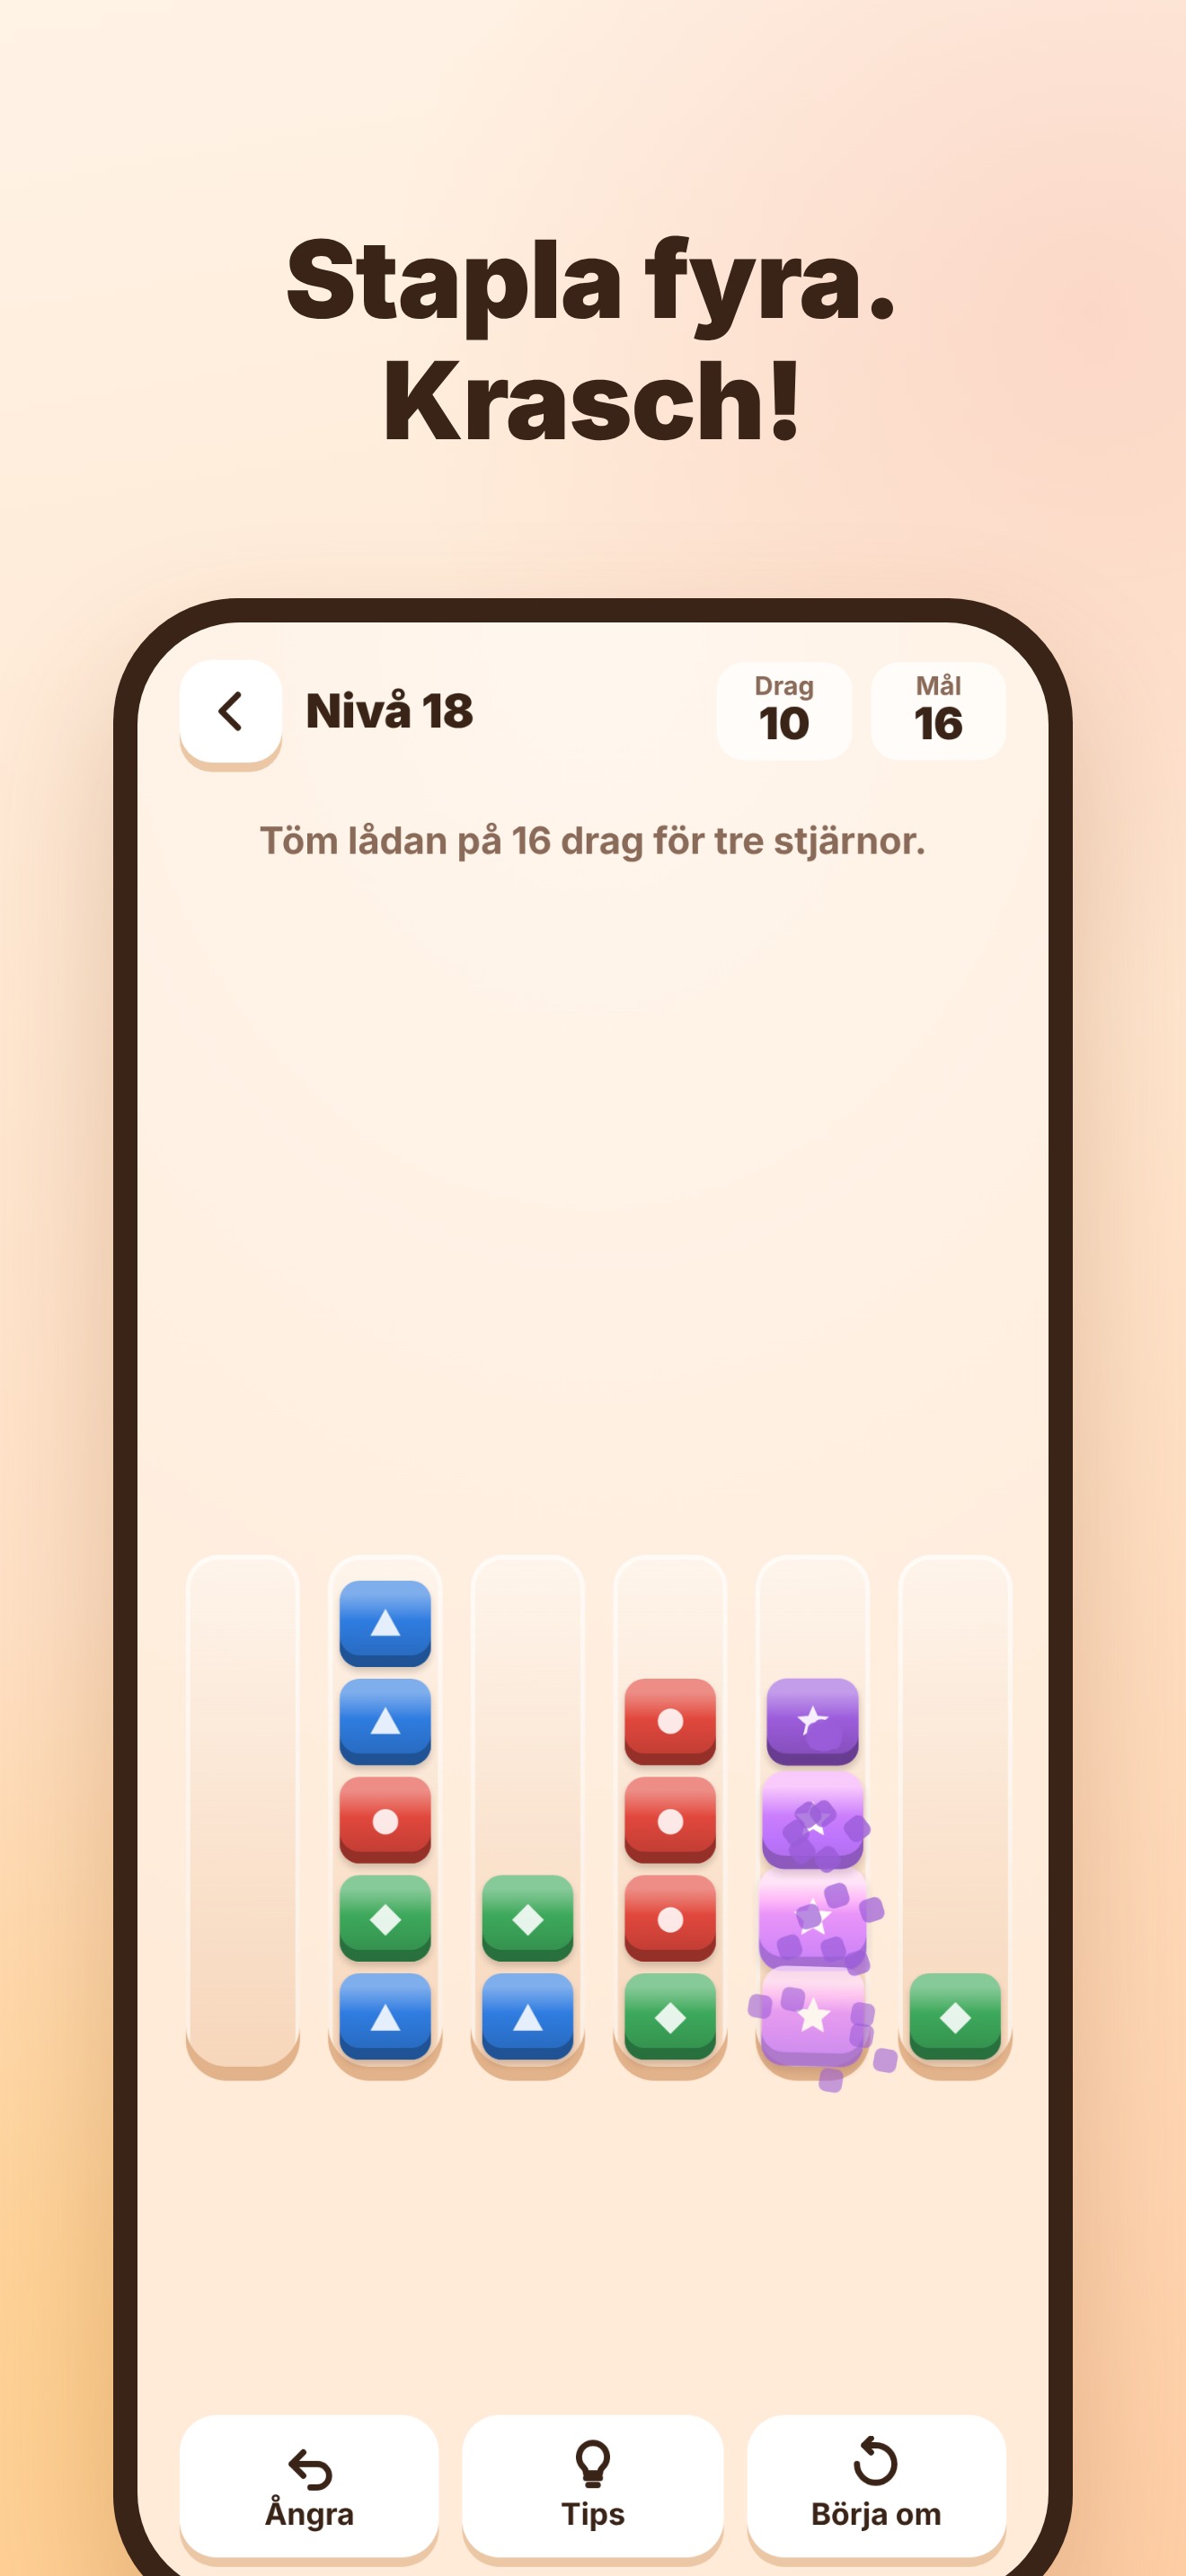 Stapla fyra.
Krasch!
Nivå 18
Drag
10
Mål
16
Töm lådan på 16 drag för tre stjärnor.
Ångra
Tips
Börja om